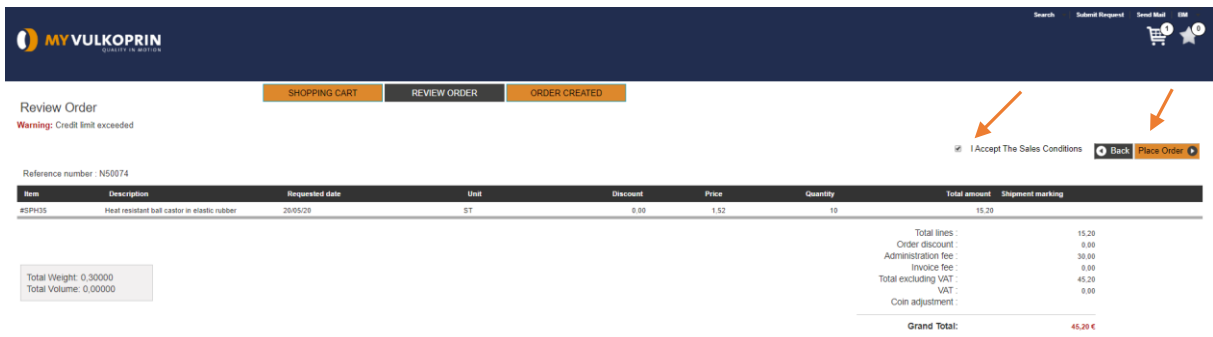 Search Submit Request Send Mail BM
MY VULKOPRIN
QUALITY IN MOTION
1 0
SHOPPING CART REVIEW ORDER ORDER CREATED
Review Order
Warning: Credit limit exceeded
I Accept The Sales Conditions Back Place Order
Reference number : N50074
Item Description Requested date Unit Discount Price Quantity Total amount Shipment marking
#SPH35 Heat resistant ball castor in elastic rubber 20/05/20 ST 0,00 1,52 10 15,20
Total lines : 15,20
Order discount : 0,00
Administration fee : 30,00
Invoice fee : 0,00
Total excluding VAT : 45,20
VAT : 0,00
Coin adjustment :
Total Weight: 0,30000
Total Volume: 0,00000
Grand Total: 45,20 €